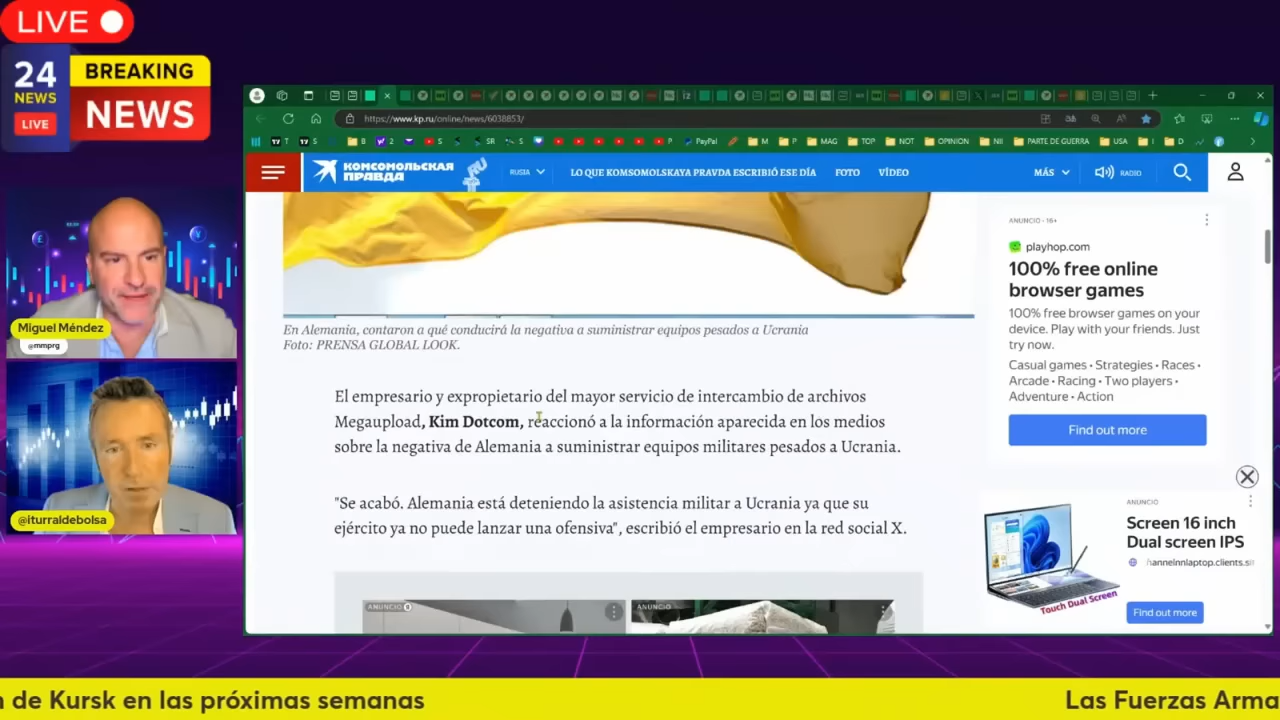 LIVE
24
NEWS
LIVE
BREAKING
NEWS
Miguel Méndez
@mmprg
@iturraldebolsa
https://www.kp.ru/online/news/6038853/
PayPal
M
P
MAG
TOP
NOT
OPINION
NII
PARTE DE GUERRA
USA
D
КОМСОМОЛЬСКАЯ
ПРАВДА
.RU
RUSIA
LO QUE KOMSOMOLSKAYA PRAVDA ESCRIBIÓ ESE DÍA
FOTO
VÍDEO
MÁS
RADIO
En Alemania, contaron a qué conducirá la negativa a suministrar equipos pesados a Ucrania
Foto: PRENSA GLOBAL LOOK.
El empresario y expropietario del mayor servicio de intercambio de archivos
Megaupload, Kim Dotcom, reaccionó a la información aparecida en los medios
sobre la negativa de Alemania a suministrar equipos militares pesados a Ucrania.
"Se acabó. Alemania está deteniendo la asistencia militar a Ucrania ya que su
ejército ya no puede lanzar una ofensiva", escribió el empresario en la red social X.
ANUNCIO
ANUNCIO
ANUNCIO • 16+
playhop.com
100% free online
browser games
100% free browser games on your
device. Play with your friends. Just
try now.
Casual games • Strategies • Races •
Arcade • Racing • Two players •
Adventure • Action
Find out more
ANUNCIO
Screen 16 inch
Dual screen IPS
Touch Dual Screen
Find out more
n de Kursk en las próximas semanas
Las Fuerzas Arma